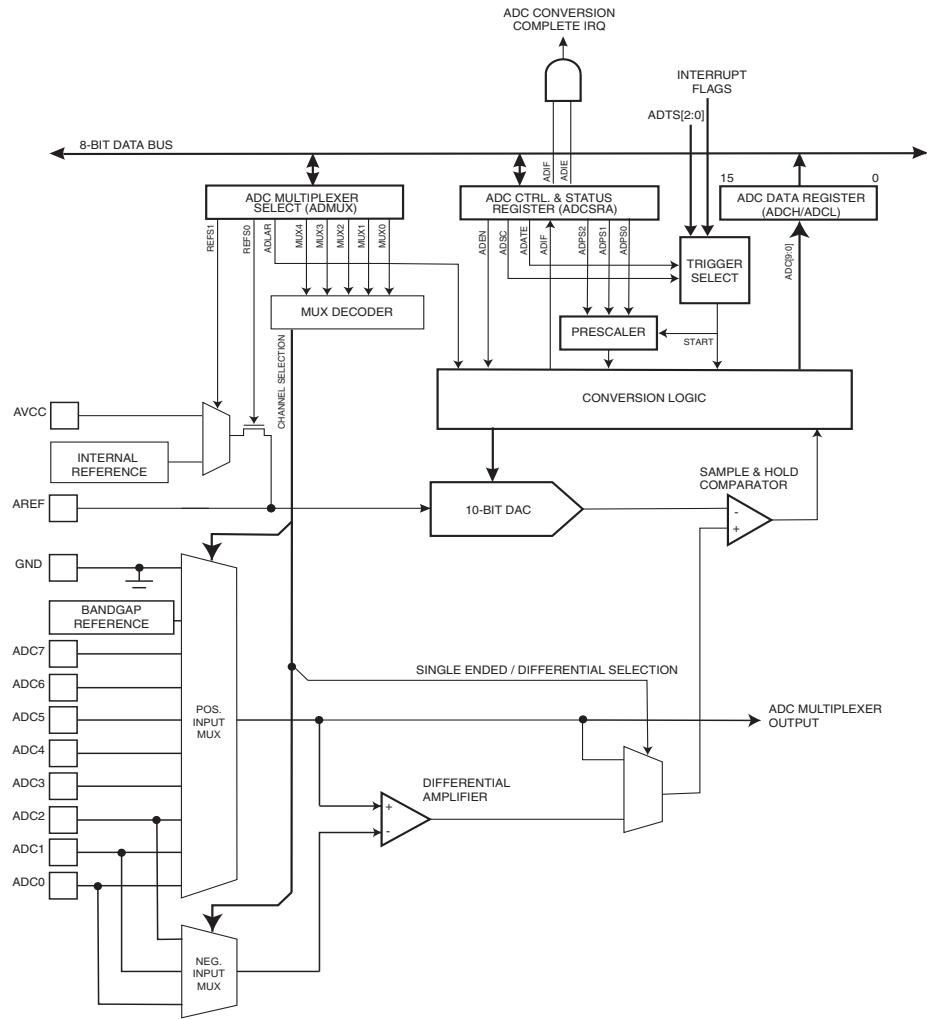 ADC CONVERSION
COMPLETE IRQ
INTERRUPT
FLAGS
ADTS[2:0]
8-BIT DATA BUS
ADIF
ADIE
15
0
ADC MULTIPLEXER
SELECT (ADMUX)
ADC CTRL. & STATUS
REGISTER (ADCSRA)
ADC DATA REGISTER
(ADCH/ADCL)
REFS1
REFS0
ADLAR
MUX4
MUX3
MUX2
MUX1
MUX0
ADEN
ADSC
ADATE
ADIF
ADPS2
ADPS1
ADPS0
ADC[9:0]
TRIGGER
SELECT
MUX DECODER
PRESCALER
START
CHANNEL SELECTION
CONVERSION LOGIC
AVCC
INTERNAL
REFERENCE
SAMPLE & HOLD
COMPARATOR
AREF
10-BIT DAC
-
+
GND
BANDGAP
REFERENCE
ADC7
SINGLE ENDED / DIFFERENTIAL SELECTION
ADC6
ADC5
POS.
INPUT
MUX
ADC MULTIPLEXER
OUTPUT
ADC4
ADC3
DIFFERENTIAL
AMPLIFIER
ADC2
+
-
ADC1
ADC0
NEG.
INPUT
MUX